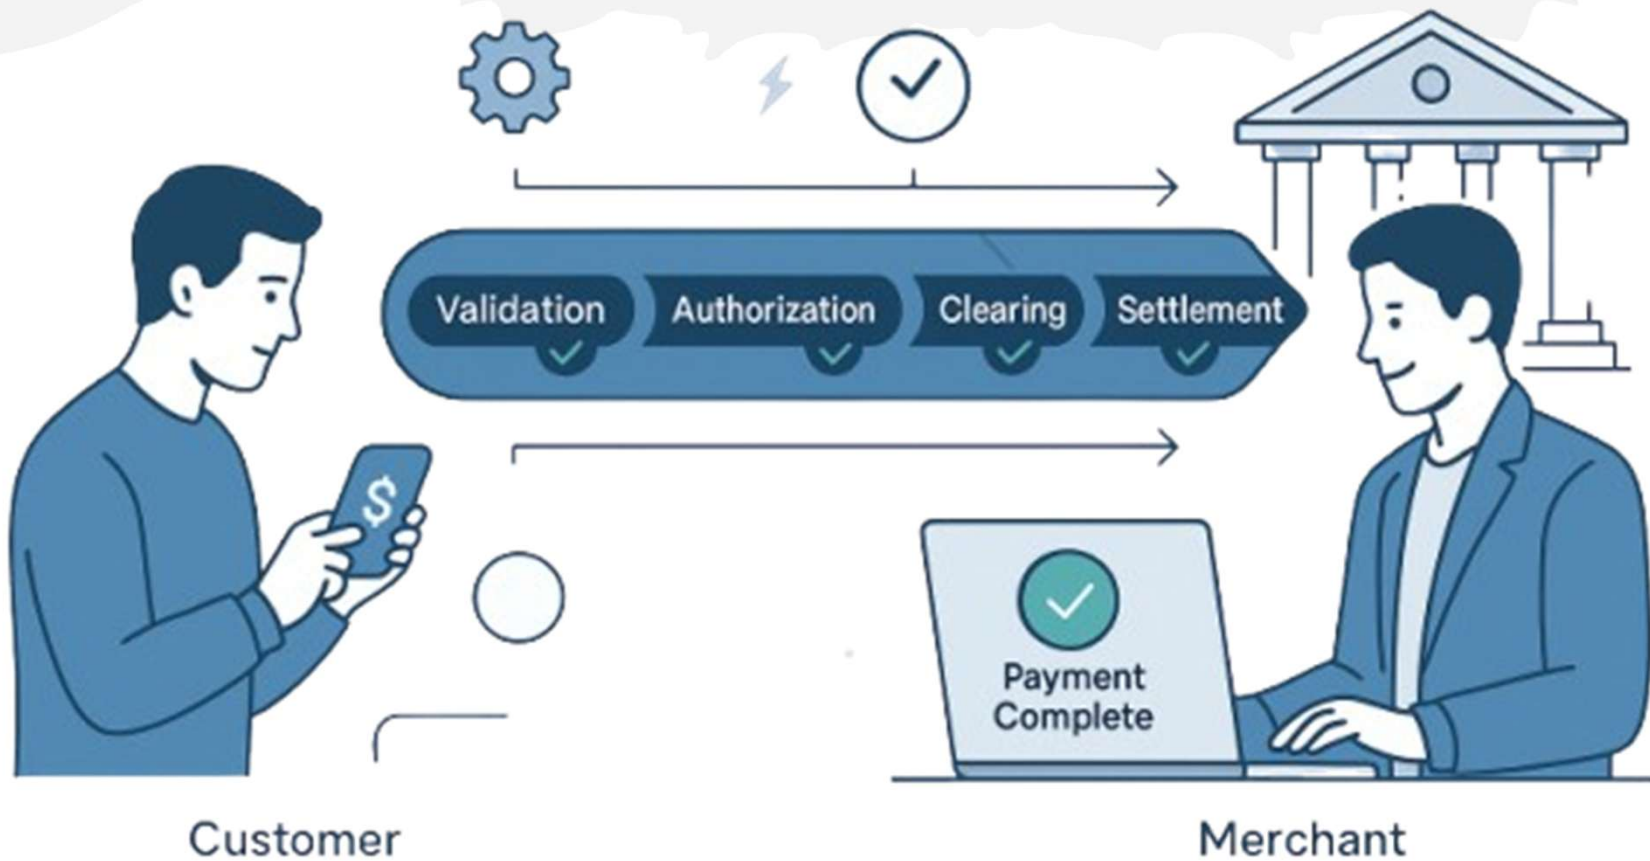 Validation
Authorization
Clearing
Settlement
$
Payment
Complete
Customer
Merchant